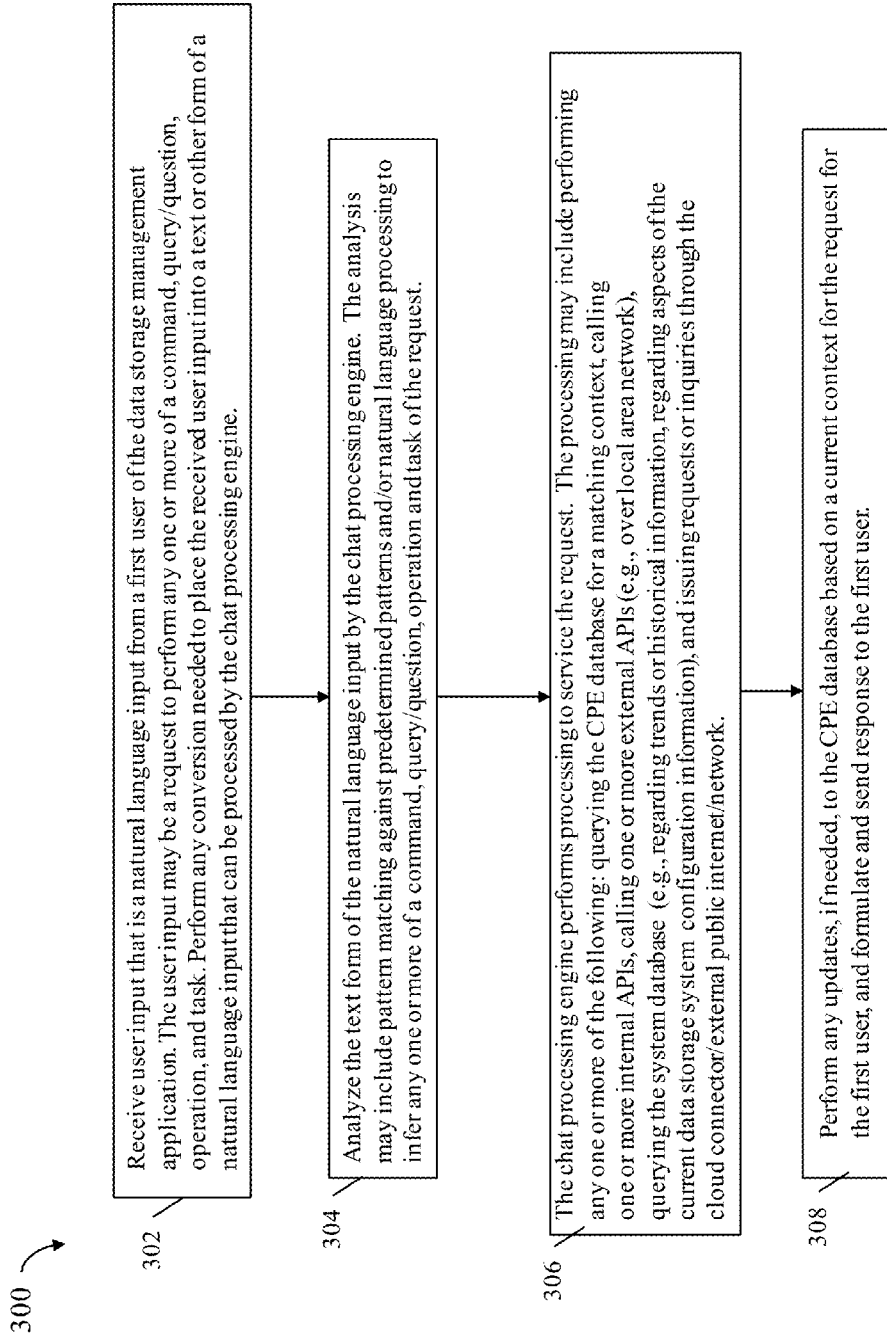 300
302
Receive user input that is a natural language input from a first user of the data storage management
application. The user input may be a request to perform any one or more of a command, query/question,
operation, and task. Perform any conversion needed to place the received user input into a text or other form of a
natural language input that can be processed by the chat processing engine.
304
Analyze the text form of the natural language input by the chat processing engine. The analysis
may include pattern matching against predetermined patterns and/or natural language processing to
infer any one or more of a command, query/question, operation and task of the request.
306
The chat processing engine performs processing to service the request. The processing may include performing
any one or more of the following: querying the CPE database for a matching context, calling
one or more internal APIs, calling one or more external APIs (e.g., over local area network),
querying the system database (e.g., regarding trends or historical information, regarding aspects of the
current data storage system configuration information), and issuing requests or inquiries through the
cloud connector/external public internet/network.
308
Perform any updates, if needed, to the CPE database based on a current context for the request for
the first user, and formulate and send response to the first user.